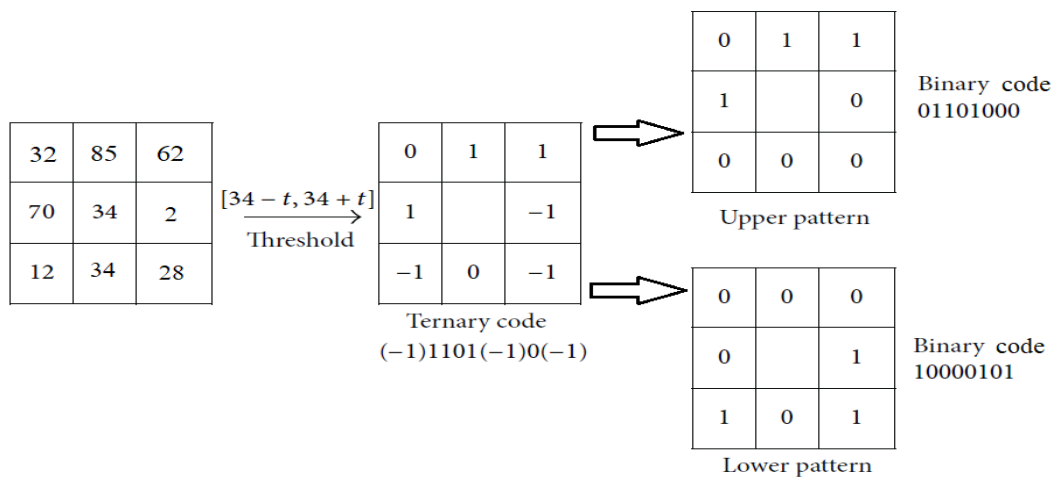 32 85 62
70 34 2
12 34 28
[34 − t, 34 + t]
Threshold
0 1 1
1 −1
−1 0 −1
Ternary code
(−1)1101(−1)0(−1)
0 1 1
1 0
0 0 0
Upper pattern
Binary code
01101000
0 0 0
0 1
1 0 1
Lower pattern
Binary code
10000101